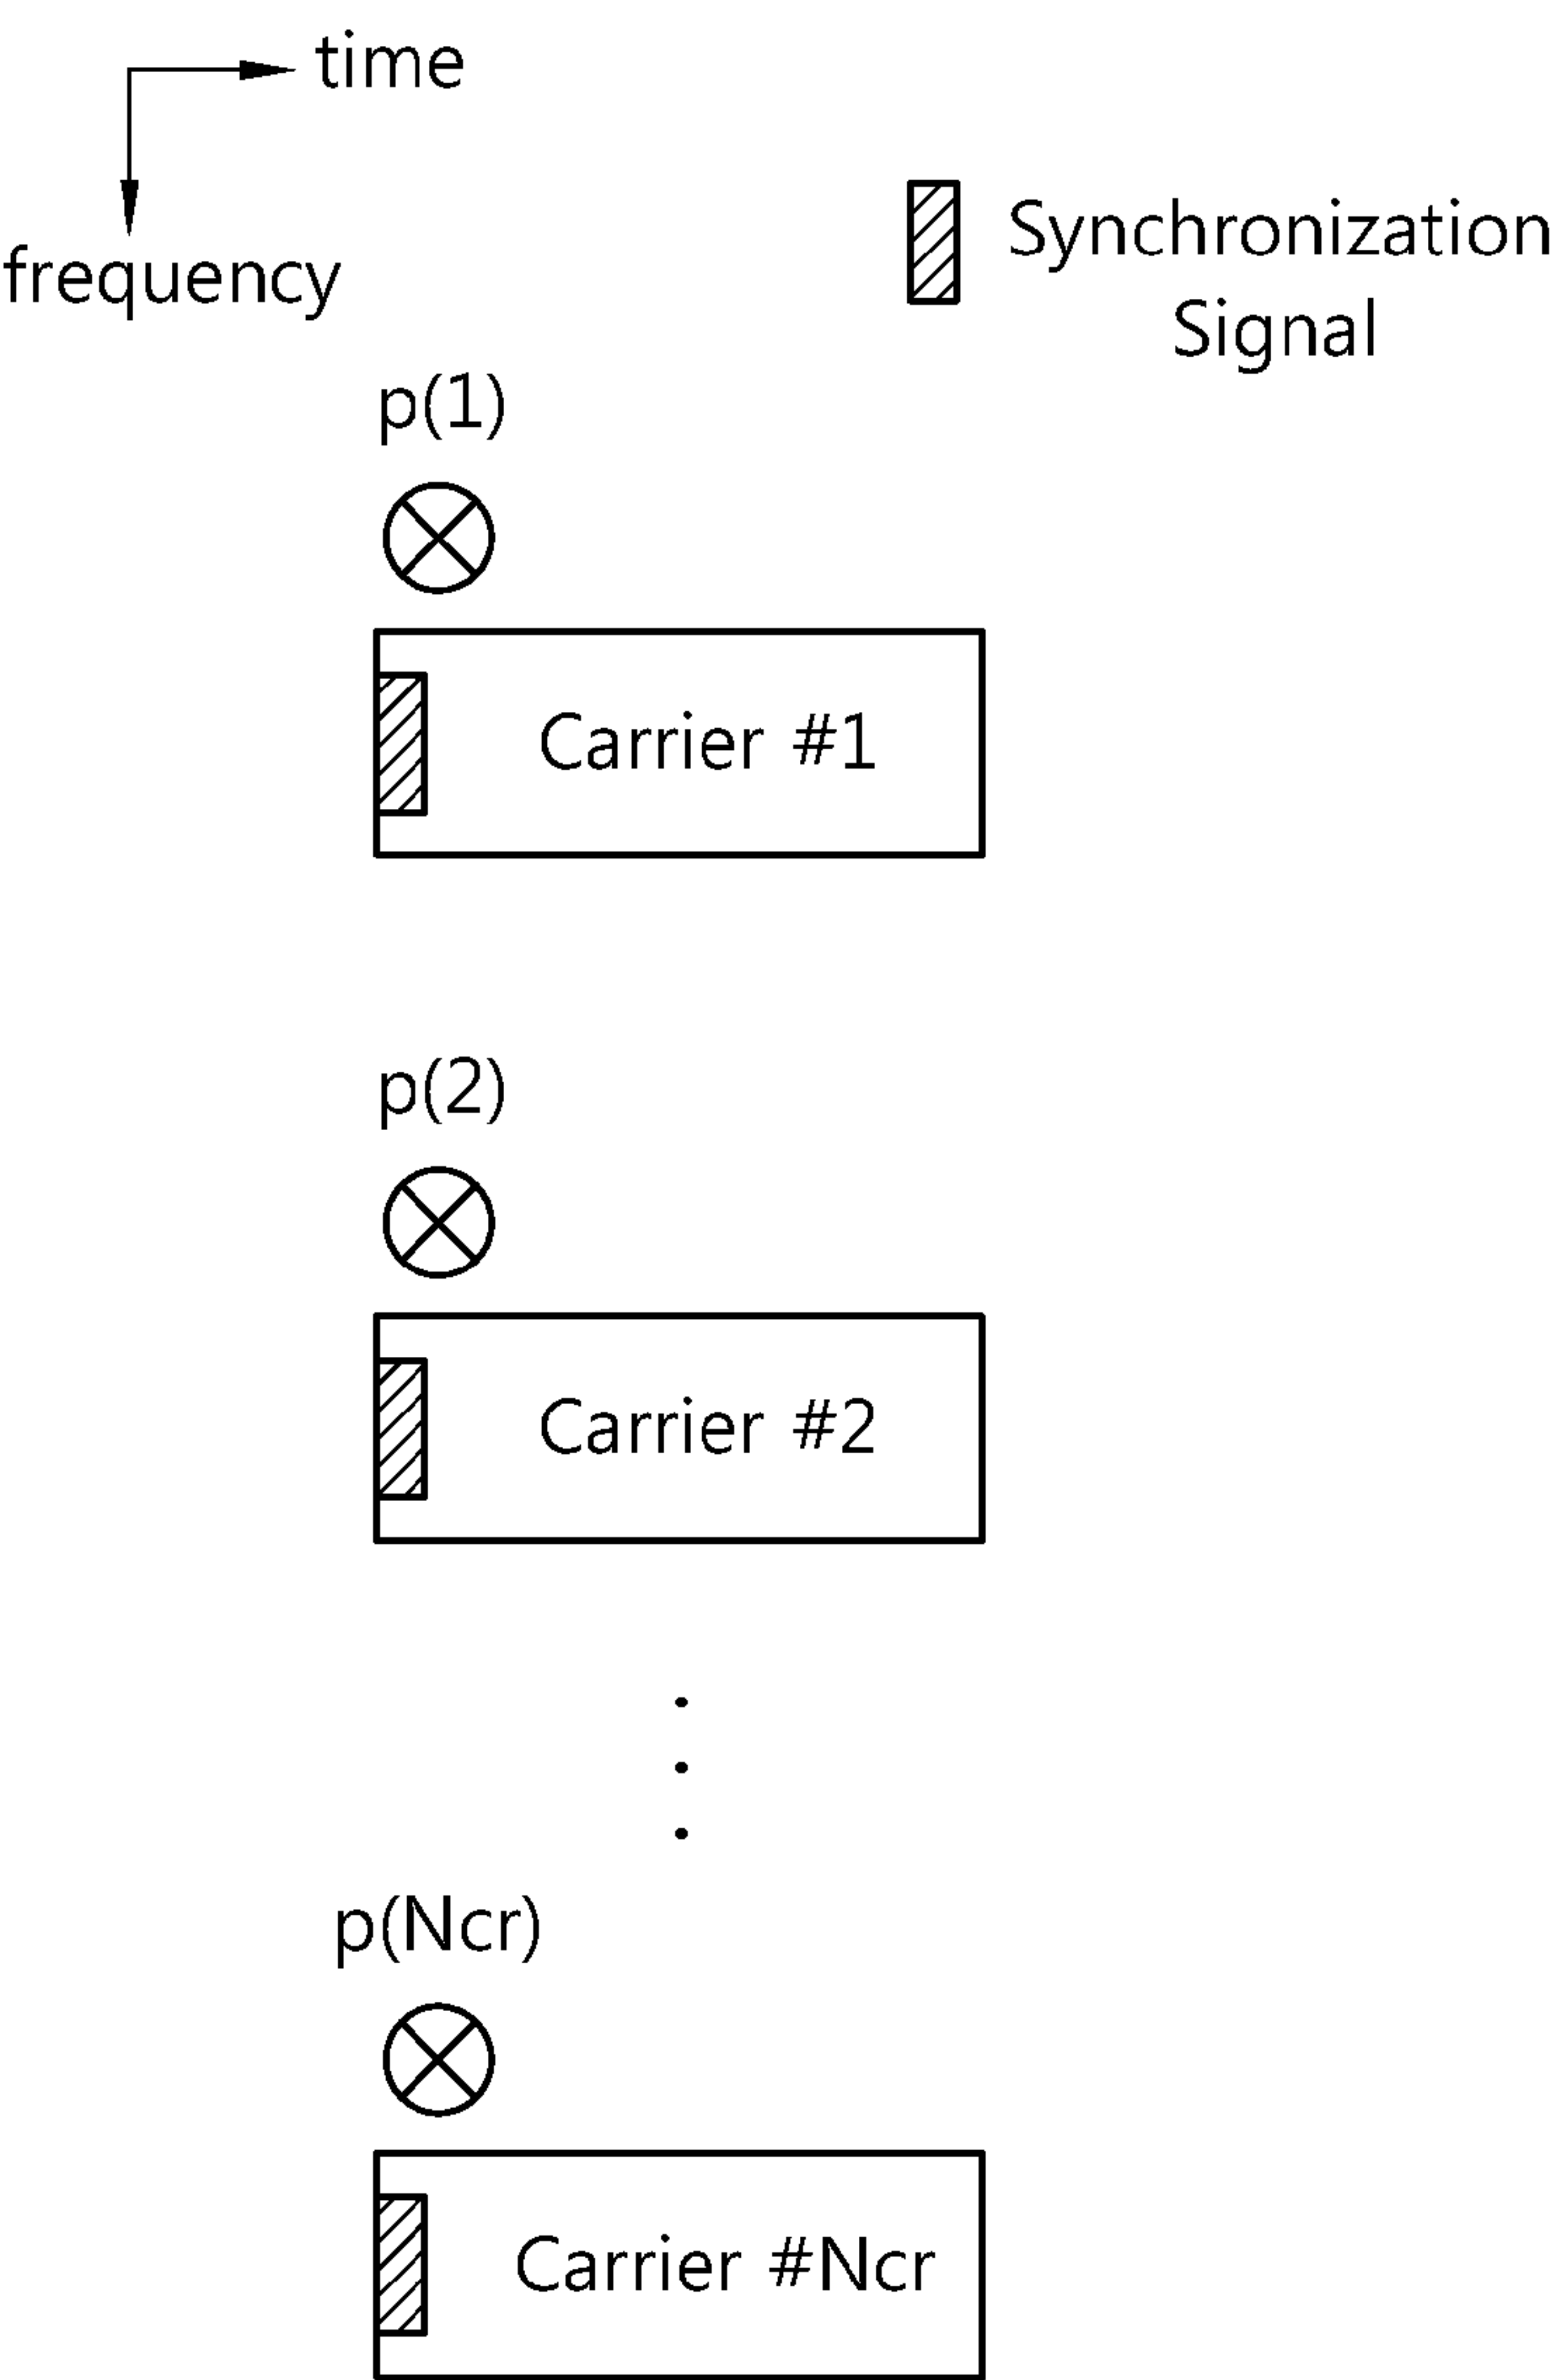 time
frequency
Synchronization
Signal
p(1)
Carrier #1
p(2)
Carrier #2
p(Ncr)
Carrier #Ncr